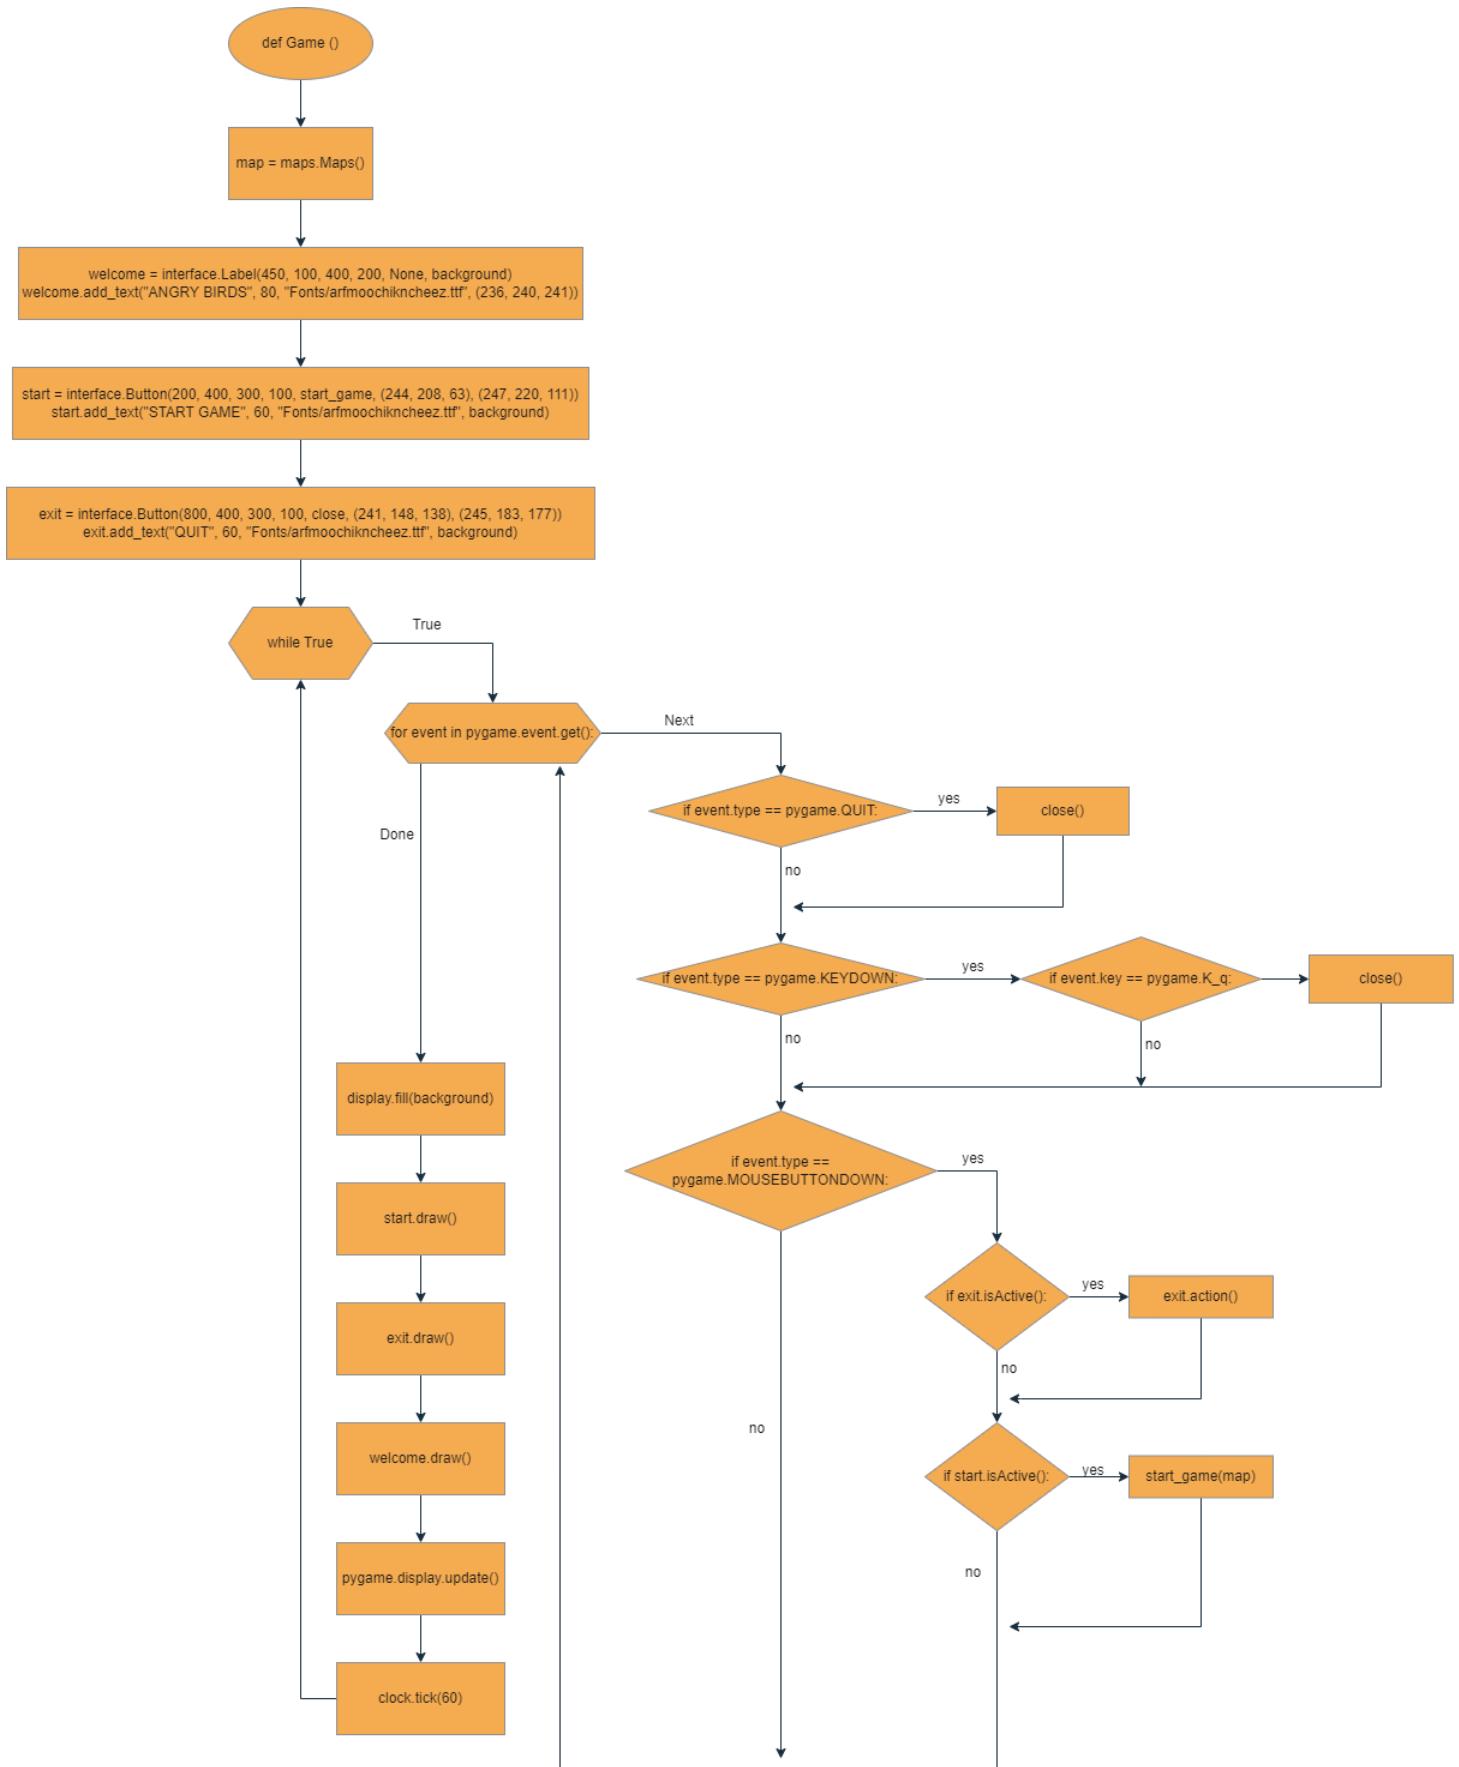 def Game ()
map = maps.Maps()
welcome = interface.Label(450, 100, 400, 200, None, background)
welcome.add_text("ANGRY BIRDS", 80, "Fonts/arfmoochikncheez.ttf", (236, 240, 241))
start = interface.Button(200, 400, 300, 100, start_game, (244, 208, 63), (247, 220, 111))
start.add_text("START GAME", 60, "Fonts/arfmoochikncheez.ttf", background)
exit = interface.Button(800, 400, 300, 100, close, (241, 148, 138), (245, 183, 177))
exit.add_text("QUIT", 60, "Fonts/arfmoochikncheez.ttf", background)
while True
True
for event in pygame.event.get():
Next
if event.type == pygame.QUIT:
yes
close()
Done
no
if event.type == pygame.KEYDOWN:
yes
if event.key == pygame.K_q:
close()
no
no
display.fill(background)
if event.type ==
pygame.MOUSEBUTTONDOWN:
yes
start.draw()
if exit.isActive():
yes
exit.action()
exit.draw()
no
no
welcome.draw()
if start.isActive():
yes
start_game(map)
pygame.display.update()
no
clock.tick(60)